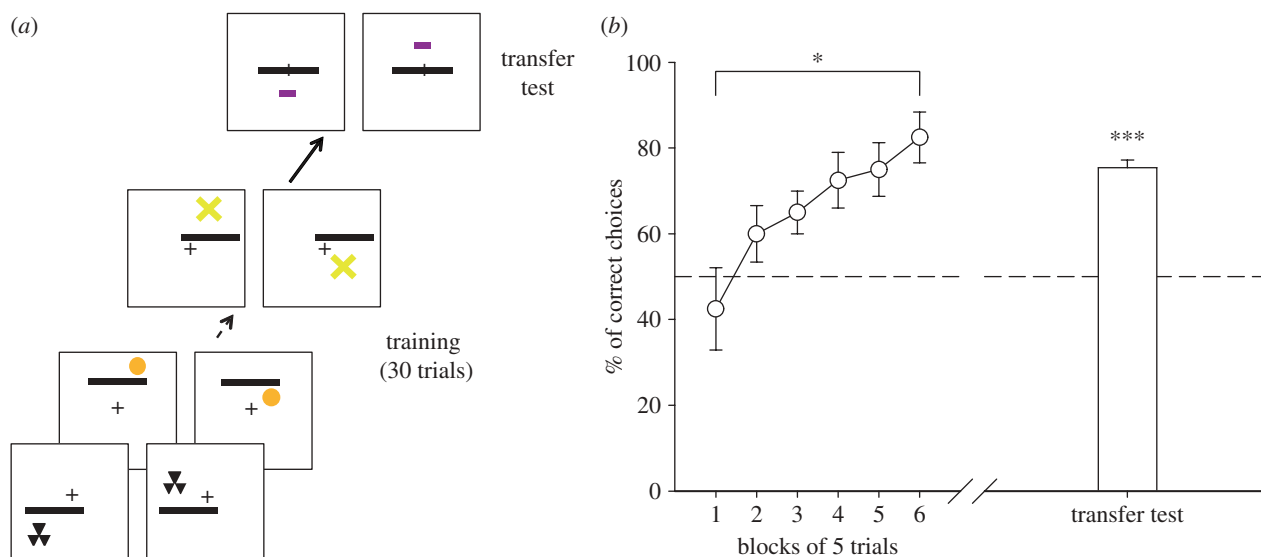 (a)
transfer
test
training
(30 trials)
(b)
% of correct choices
100
80
60
40
20
0
*
***
1 2 3 4 5 6
transfer test
blocks of 5 trials